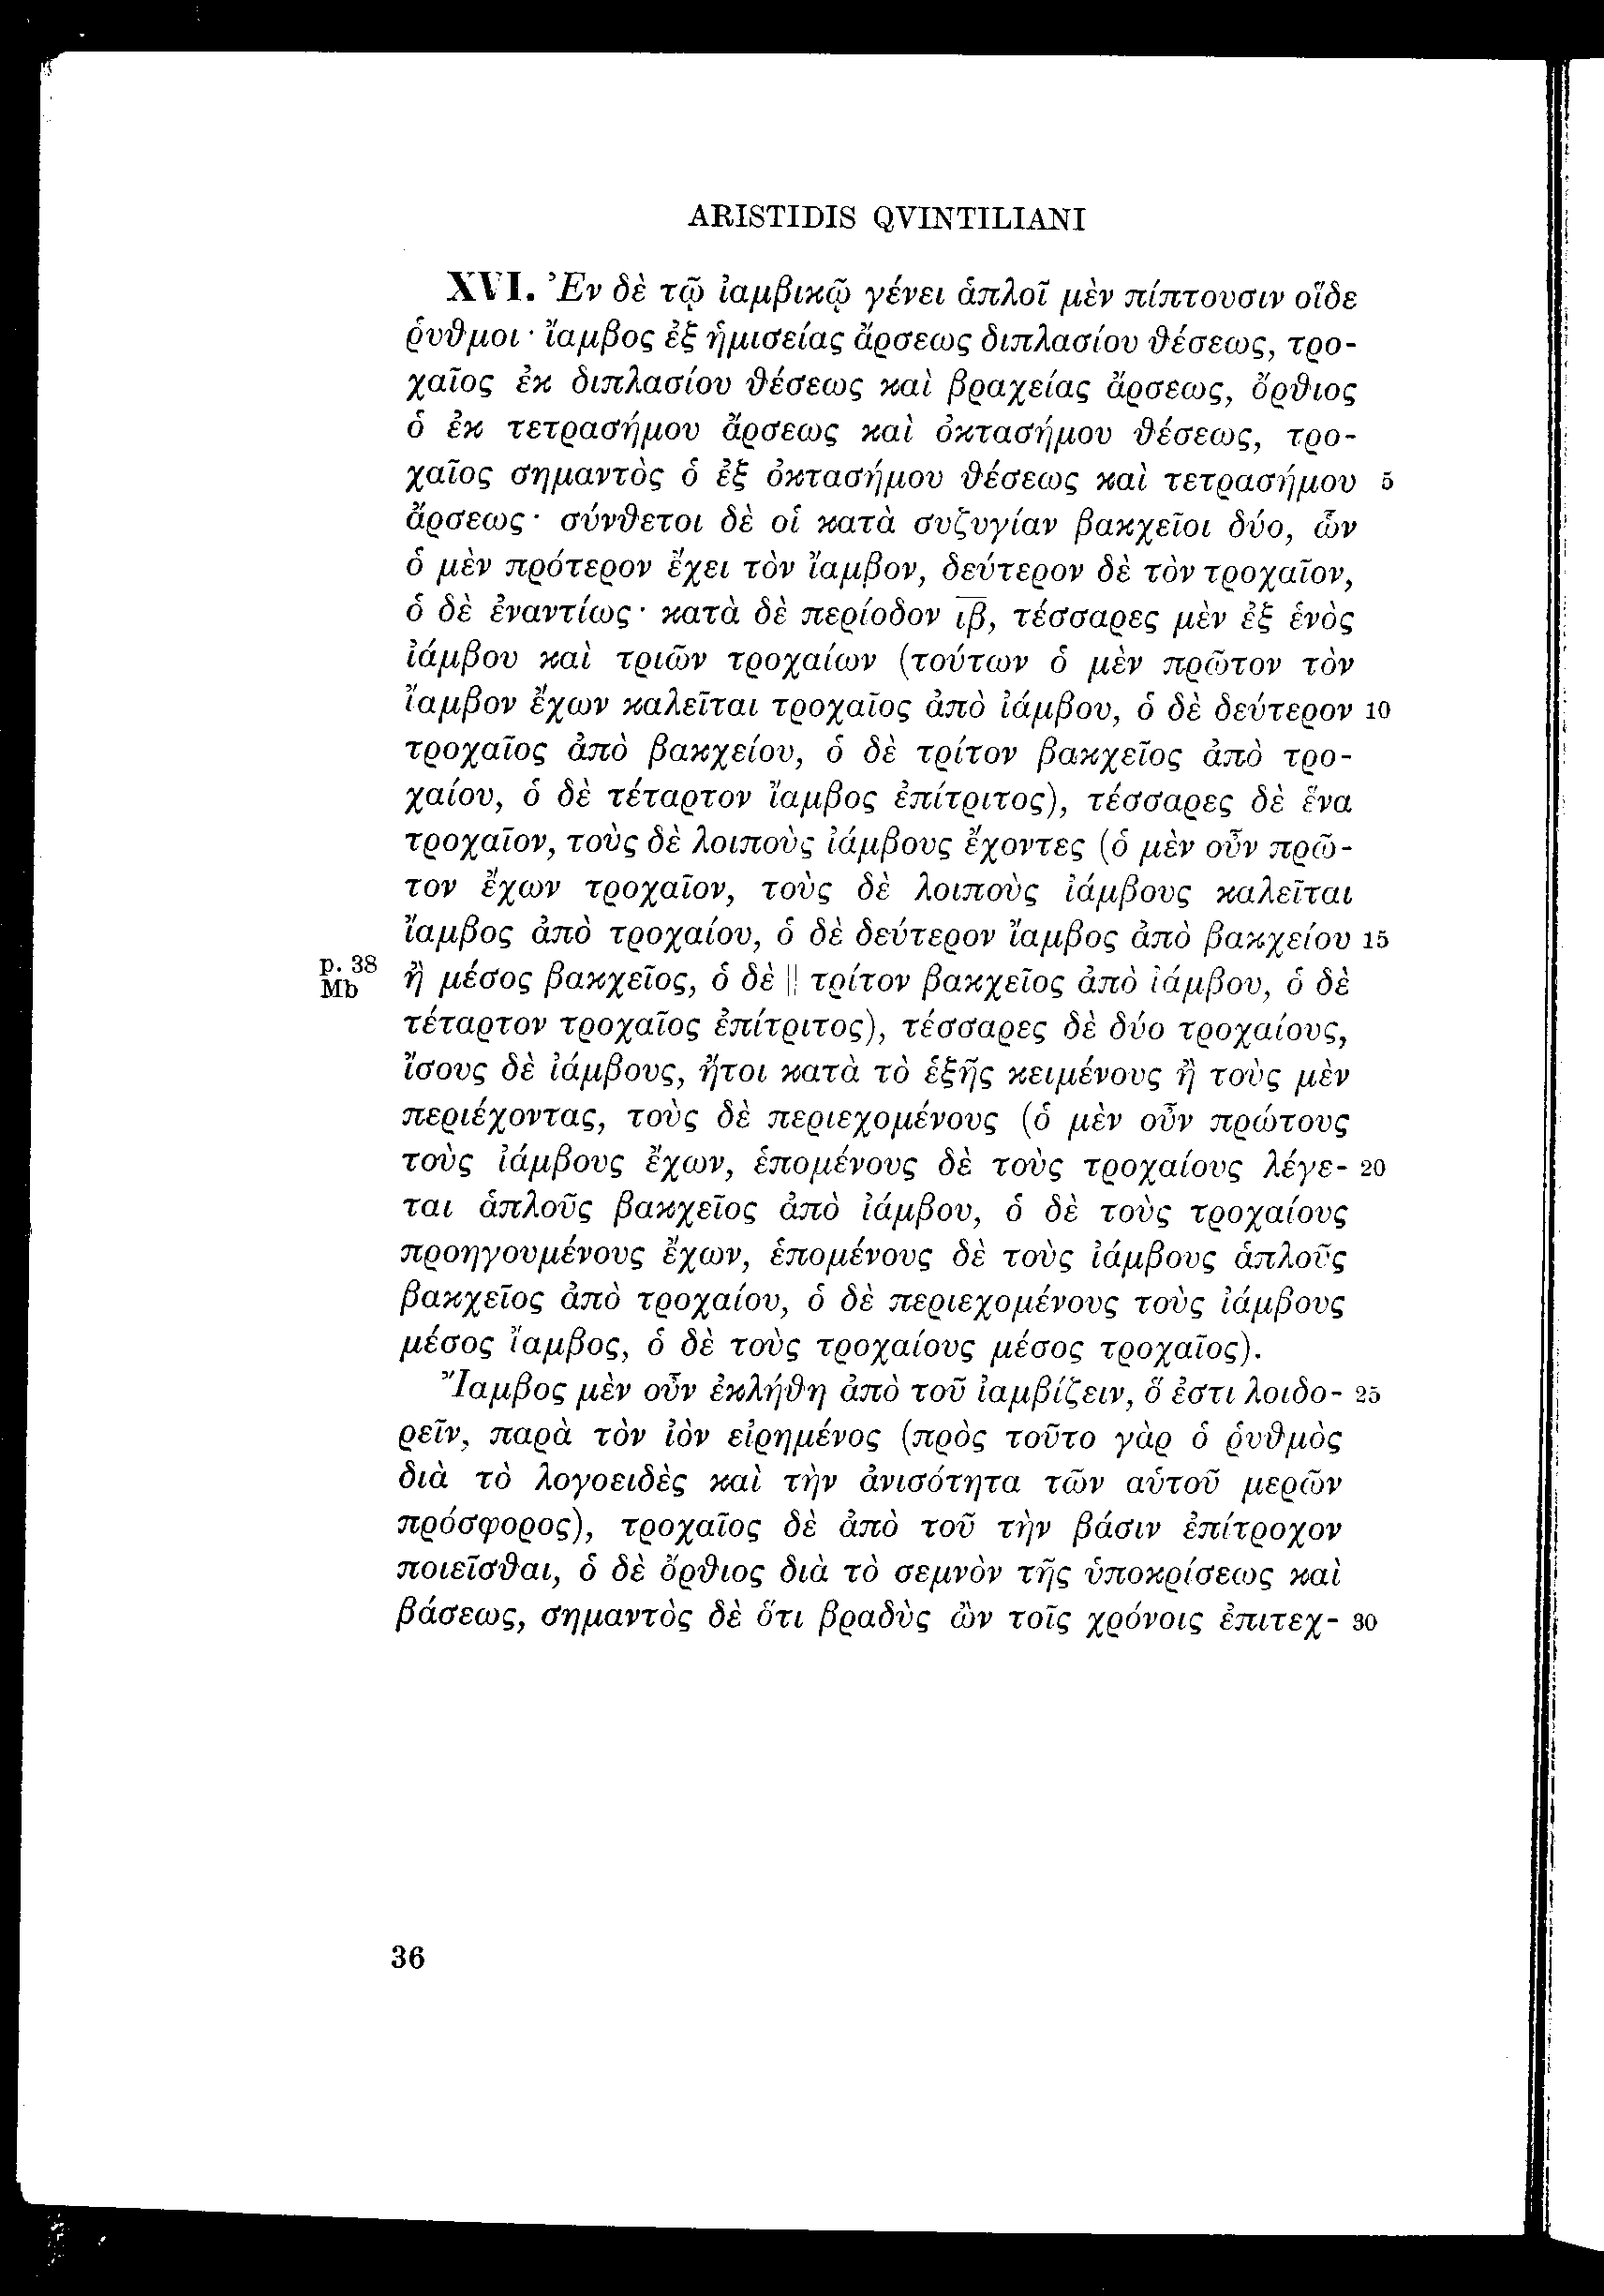 ARISTIDIS QVINTILIANI
XVI. Ἐν δὲ τῷ ἰαμβικῷ γένει ἁπλοῖ μὲν πίπτουσιν οἵδε
ῥυθμοι· ἴαμβος ἐξ ἡμισείας ἄρσεως διπλασίου θέσεως, τρο-
χαῖος ἐκ διπλασίου θέσεως καὶ βραχείας ἄρσεως, ὄρθιος
ὁ ἐκ τετρασήμου ἄρσεως καὶ ὀκτασήμου θέσεως, τρο-
χαῖος σημαντὸς ὁ ἐξ ὀκτασήμου θέσεως καὶ τετρασήμου 5
ἄρσεως· σύνθετοι δὲ οἱ κατὰ συζυγίαν βακχεῖοι δύο, ὧν
ὁ μὲν πρότερον ἔχει τὸν ἴαμβον, δεύτερον δὲ τὸν τροχαῖον,
ὁ δὲ ἐναντίως· κατὰ δὲ περίοδον ι̅β̅, τέσσαρες μὲν ἐξ ἑνὸς
ἰάμβου καὶ τριῶν τροχαίων (τούτων ὁ μὲν πρῶτον τὸν
ἴαμβον ἔχων καλεῖται τροχαῖος ἀπὸ ἰάμβου, ὁ δὲ δεύτερον 10
τροχαῖος ἀπὸ βακχείου, ὁ δὲ τρίτον βακχεῖος ἀπὸ τρο-
χαίου, ὁ δὲ τέταρτον ἴαμβος ἐπίτριτος), τέσσαρες δὲ ἕνα
τροχαῖον, τοὺς δὲ λοιποὺς ἰάμβους ἔχοντες (ὁ μὲν οὖν πρῶ-
τον ἔχων τροχαῖον, τοὺς δὲ λοιποὺς ἰάμβους καλεῖται
ἴαμβος ἀπὸ τροχαίου, ὁ δὲ δεύτερον ἴαμβος ἀπὸ βακχείου 15
p. 38 Mb ἢ μέσος βακχεῖος, ὁ δὲ || τρίτον βακχεῖος ἀπὸ ἰάμβου, ὁ δὲ
τέταρτον τροχαῖος ἐπίτριτος), τέσσαρες δὲ δύο τροχαίους,
ἴσους δὲ ἰάμβους, ἤτοι κατὰ τὸ ἑξῆς κειμένους ἢ τοὺς μὲν
περιέχοντας, τοὺς δὲ περιεχομένους (ὁ μὲν οὖν πρώτους
τοὺς ἰάμβους ἔχων, ἑπομένους δὲ τοὺς τροχαίους λέγε- 20
ται ἁπλοῦς βακχεῖος ἀπὸ ἰάμβου, ὁ δὲ τοὺς τροχαίους
προηγουμένους ἔχων, ἑπομένους δὲ τοὺς ἰάμβους ἁπλοῦς
βακχεῖος ἀπὸ τροχαίου, ὁ δὲ περιεχομένους τοὺς ἰάμβους
μέσος ἴαμβος, ὁ δὲ τοὺς τροχαίους μέσος τροχαῖος).
Ἴαμβος μὲν οὖν ἐκλήθη ἀπὸ τοῦ ἰαμβίζειν, ὅ ἐστι λοιδο- 25
ρεῖν, παρὰ τὸν ἰὸν εἰρημένος (πρὸς τοῦτο γὰρ ὁ ῥυθμὸς
διὰ τὸ λογοειδὲς καὶ τὴν ἀνισότητα τῶν αὑτοῦ μερῶν
πρόσφορος), τροχαῖος δὲ ἀπὸ τοῦ τὴν βάσιν ἐπίτροχον
ποιεῖσθαι, ὁ δὲ ὄρθιος διὰ τὸ σεμνὸν τῆς ὑποκρίσεως καὶ
βάσεως, σημαντὸς δὲ ὅτι βραδὺς ὢν τοῖς χρόνοις ἐπιτεχ- 30
36